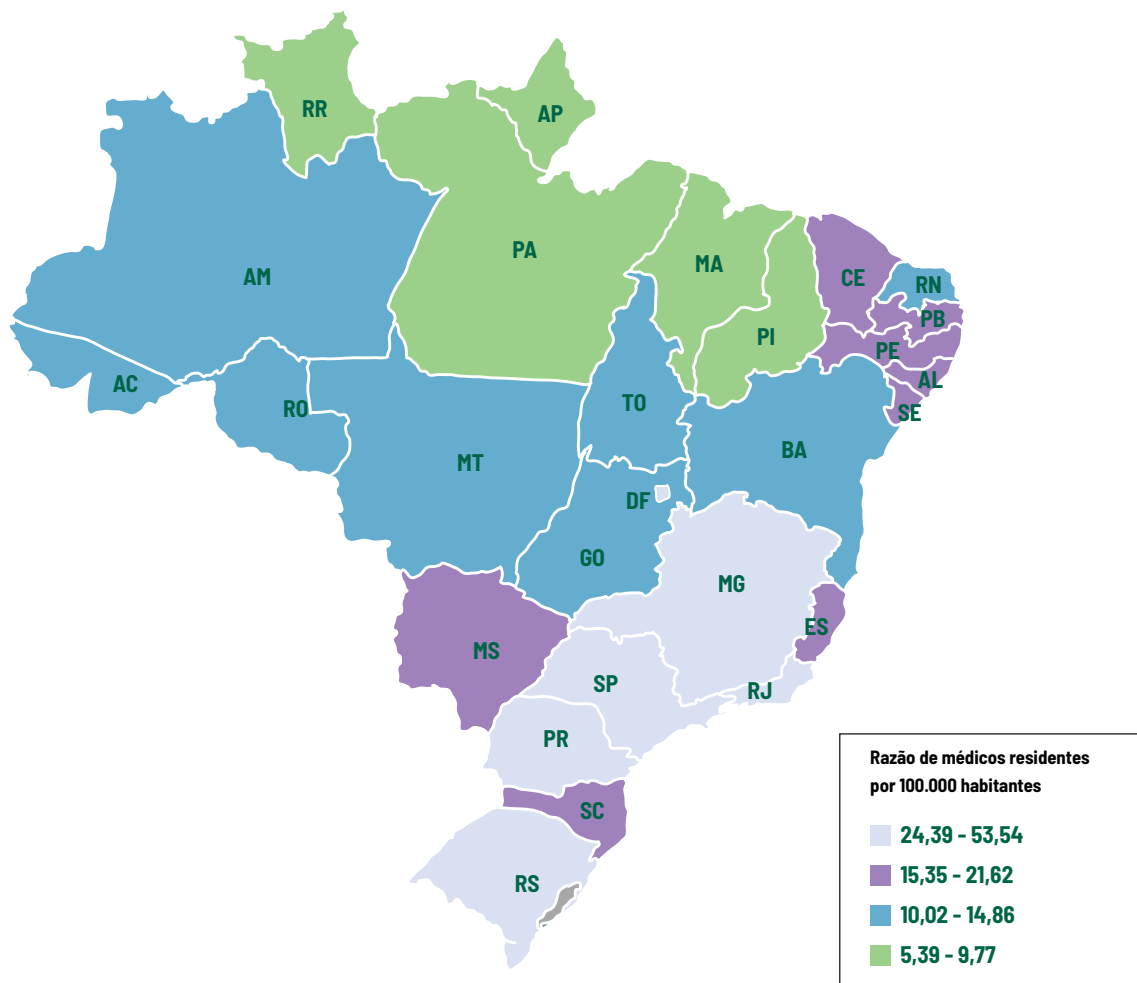 RR
AP
PA
MA
CE
AM
RN
PB
PI
PE
AL
AC
TO
RO
SE
BA
MT
DF
GO
MG
ES
MS
SP
RJ
PR
SC
RS
Razão de médicos residentes
por 100.000 habitantes
24,39 - 53,54
15,35 - 21,62
10,02 - 14,86
5,39 - 9,77